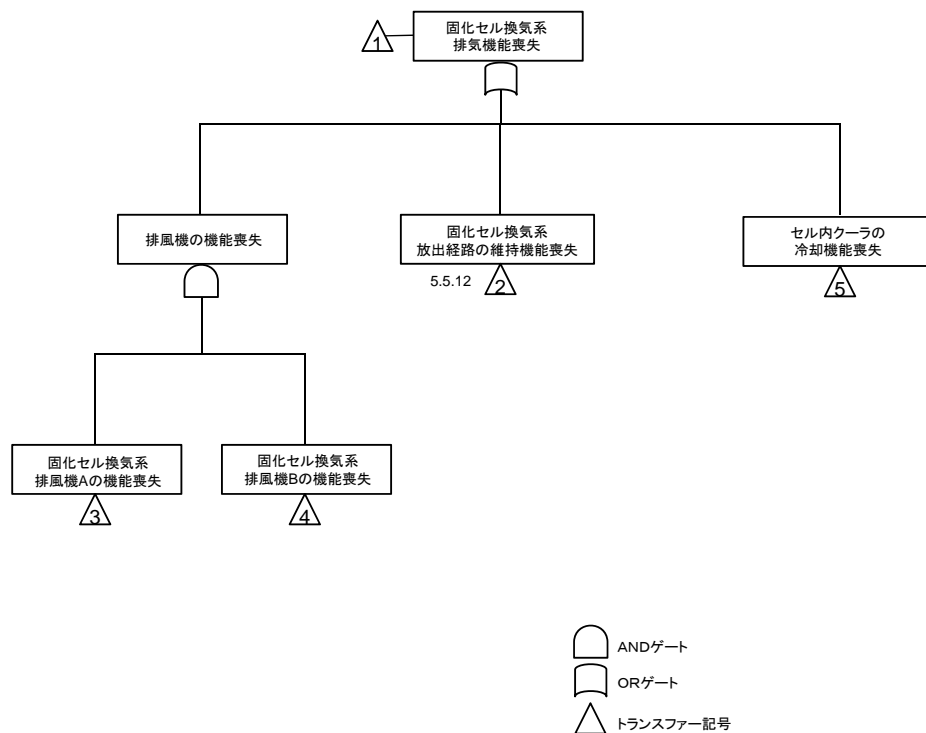 固化セル換気系
排気機能喪失
1
排風機の機能喪失
固化セル換気系
放出経路の維持機能喪失
セル内クーラの
冷却機能喪失
5.5.12
2
5
固化セル換気系
排風機Aの機能喪失
固化セル換気系
排風機Bの機能喪失
3
4
ANDゲート
ORゲート
トランスファー記号